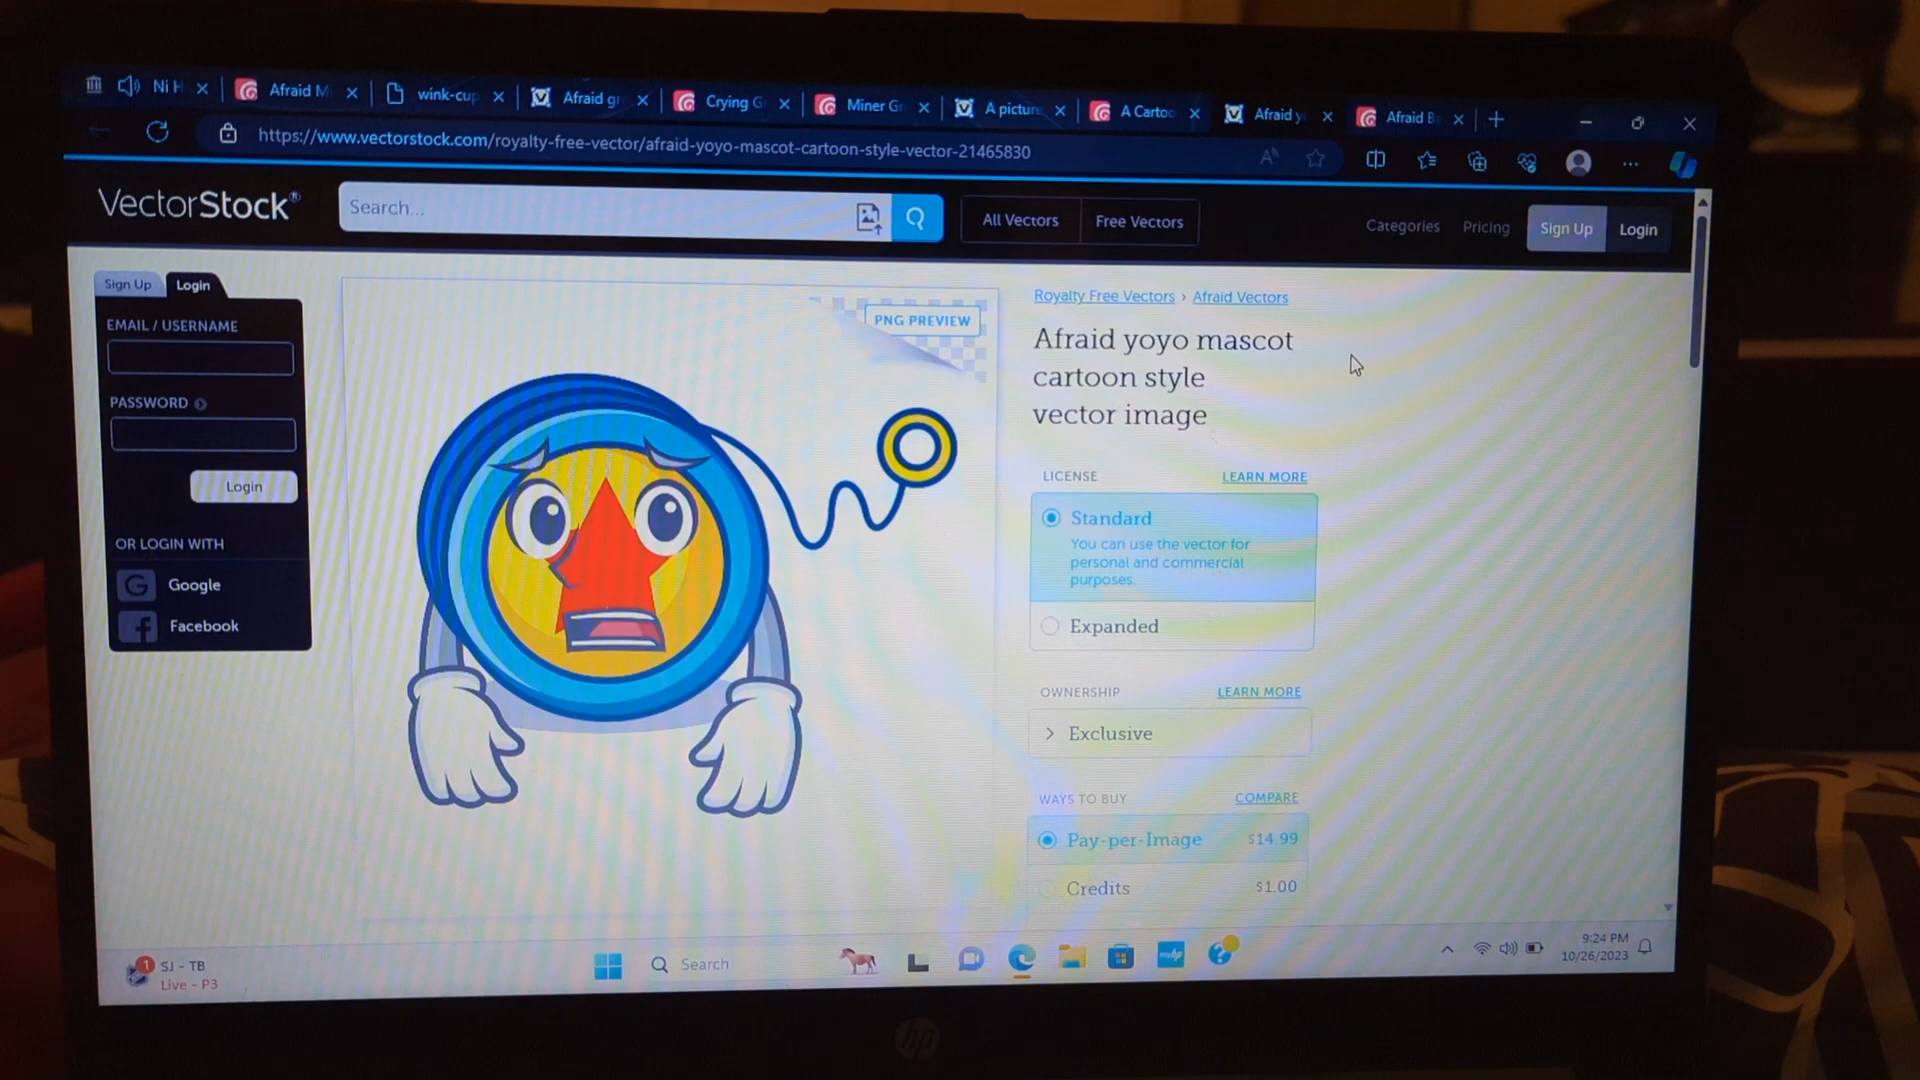 Ni H
Afraid M
wink-cup
Afraid gr
Crying G
Miner Gr
A picture
A Cartoo
Afraid y
Afraid B
https://www.vectorstock.com/royalty-free-vector/afraid-yoyo-mascot-cartoon-style-vector-21465830
VectorStock®
Search...
All Vectors
Free Vectors
Categories
Pricing
Sign Up
Login
Sign Up
Login
EMAIL / USERNAME
PASSWORD
Login
OR LOGIN WITH
Google
Facebook
PNG PREVIEW
Royalty Free Vectors › Afraid Vectors
Afraid yoyo mascot
cartoon style
vector image
LICENSE
LEARN MORE
Standard
You can use the vector for
personal and commercial
purposes.
Expanded
OWNERSHIP
LEARN MORE
Exclusive
WAYS TO BUY
COMPARE
Pay-per-Image $14.99
Credits $1.00
1
SJ - TB
Live - P3
Search
myhp
9:24 PM
10/26/2023
hp